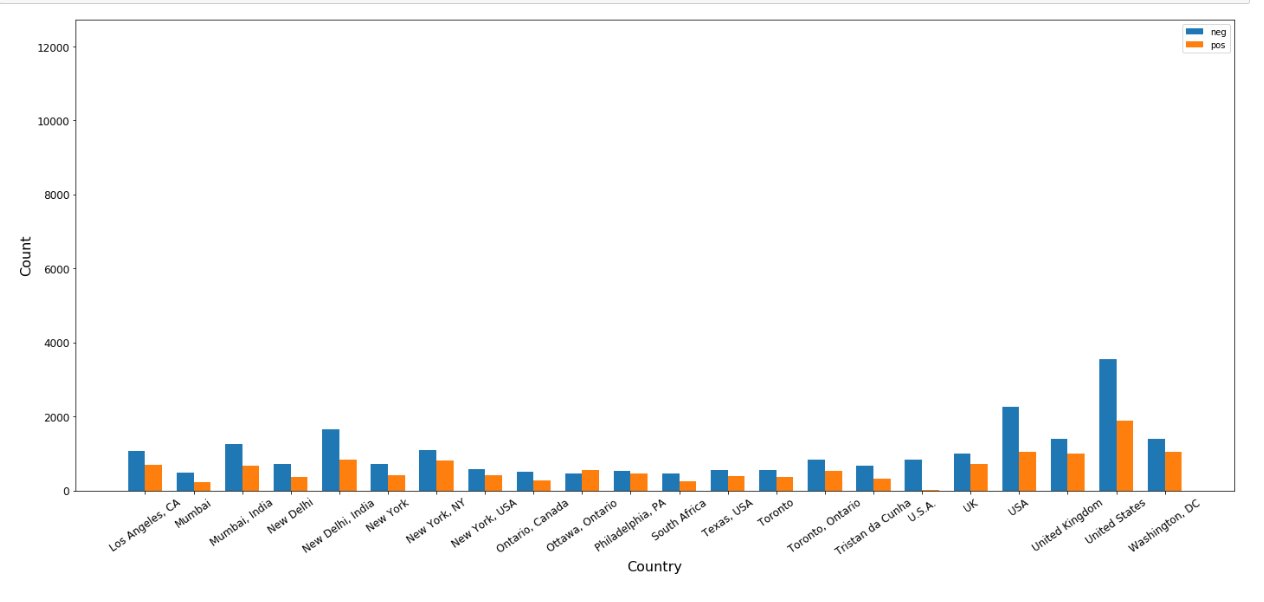 neg
pos
12000
10000
8000
6000
4000
2000
0
Count
Los Angeles, CA
Mumbai
Mumbai, India
New Delhi
New Delhi, India
New York
New York, NY
New York, USA
Ontario, Canada
Ottawa, Ontario
Philadelphia, PA
South Africa
Texas, USA
Toronto
Toronto, Ontario
Tristan da Cunha
U.S.A.
UK
USA
United Kingdom
United States
Washington, DC
Country